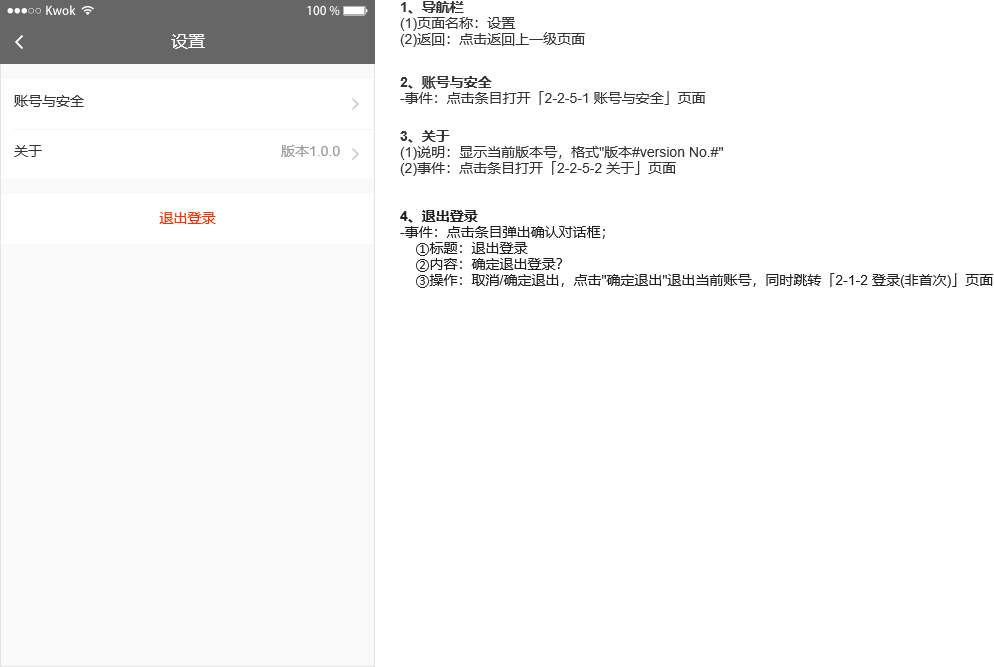 ●●●○○ Kwok
100 %
设置
账号与安全
关于
版本1.0.0
退出登录
1、导航栏
(1)页面名称：设置
(2)返回：点击返回上一级页面
2、账号与安全
-事件：点击条目打开「2-2-5-1 账号与安全」页面
3、关于
(1)说明：显示当前版本号，格式"版本#version No.#"
(2)事件：点击条目打开「2-2-5-2 关于」页面
4、退出登录
-事件：点击条目弹出确认对话框；
①标题：退出登录
②内容：确定退出登录？
③操作：取消/确定退出，点击"确定退出"退出当前账号，同时跳转「2-1-2 登录(非首次)」页面